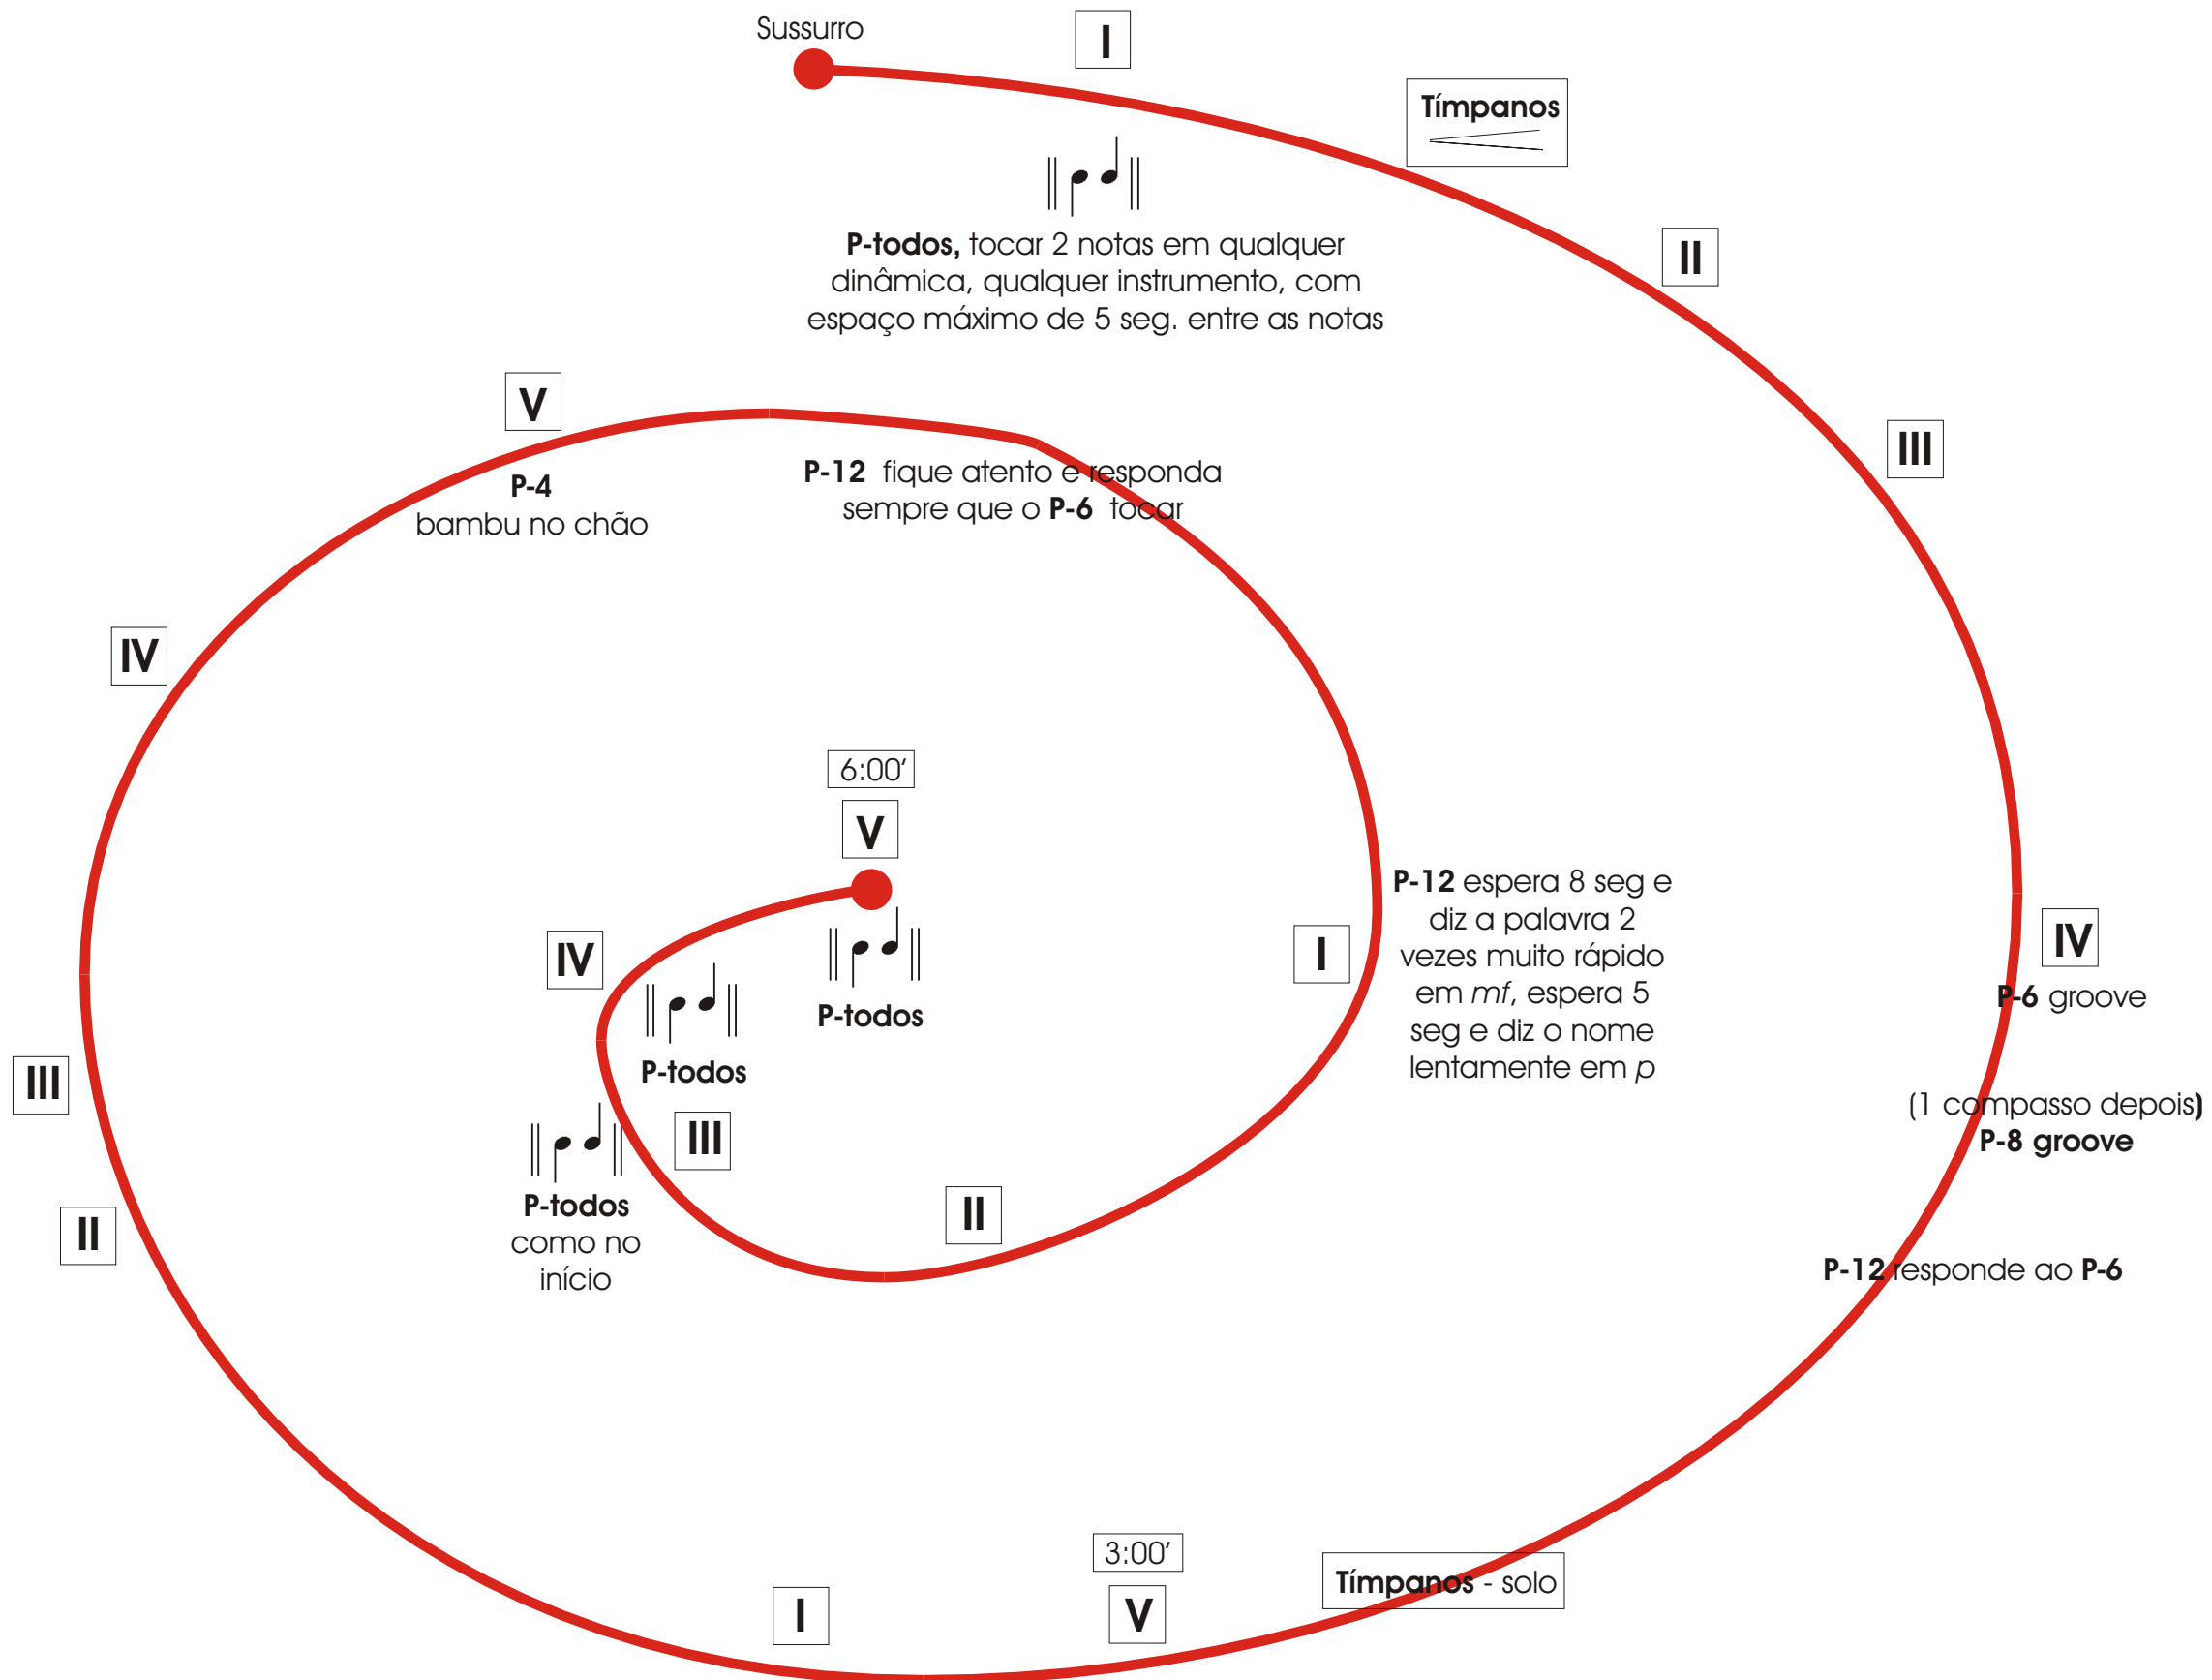 Sussurro
I
Tímpanos
P-todos, tocar 2 notas em qualquer
dinâmica, qualquer instrumento, com
espaço máximo de 5 seg. entre as notas
II
III
IV
P-6 groove
(1 compasso depois)
P-8 groove
P-12 responde ao P-6
Tímpanos - solo
3:00’
V
I
II
III
IV
V
P-4
bambu no chão
P-12 fique atento e responda
sempre que o P-6 tocar
I
P-12 espera 8 seg e
diz a palavra 2
vezes muito rápido
em mf, espera 5
seg e diz o nome
lentamente em p
II
III
P-todos
como no
início
IV
P-todos
6:00’
V
P-todos